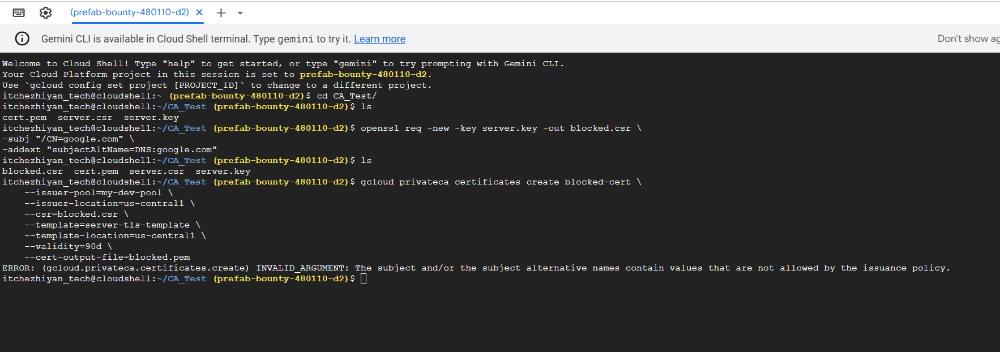 (prefab-bounty-480110-d2)
Gemini CLI is available in Cloud Shell terminal. Type gemini to try it. Learn more
Don't show
Welcome to Cloud Shell! Type "help" to get started, or type "gemini" to try prompting with Gemini CLI.
Your Cloud Platform project in this session is set to prefab-bounty-480110-d2.
Use `gcloud config set project [PROJECT_ID]` to change to a different project.
itchezhiyan_tech@cloudshell:~ (prefab-bounty-480110-d2)$ cd CA_Test/
itchezhiyan_tech@cloudshell:~/CA_Test (prefab-bounty-480110-d2)$ ls
cert.pem  server.csr  server.key
itchezhiyan_tech@cloudshell:~/CA_Test (prefab-bounty-480110-d2)$ openssl req -new -key server.key -out blocked.csr \
-subj "/CN=google.com" \
-addext "subjectAltName=DNS:google.com"
itchezhiyan_tech@cloudshell:~/CA_Test (prefab-bounty-480110-d2)$ ls
blocked.csr  cert.pem  server.csr  server.key
itchezhiyan_tech@cloudshell:~/CA_Test (prefab-bounty-480110-d2)$ gcloud privateca certificates create blocked-cert \
    --issuer-pool=my-dev-pool \
    --issuer-location=us-central1 \
    --csr=blocked.csr \
    --template=server-tls-template \
    --template-location=us-central1 \
    --validity=90d \
    --cert-output-file=blocked.pem
ERROR: (gcloud.privateca.certificates.create) INVALID_ARGUMENT: The subject and/or the subject alternative names contain values that are not allowed by the issuance policy.
itchezhiyan_tech@cloudshell:~/CA_Test (prefab-bounty-480110-d2)$